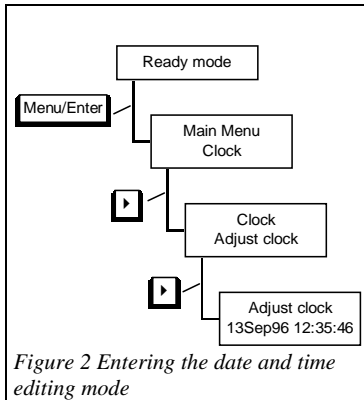 Ready mode
Menu/Enter
Main Menu
Clock
Clock
Adjust clock
Adjust clock
13Sep96 12:35:46
Figure 2 Entering the date and time
editing mode